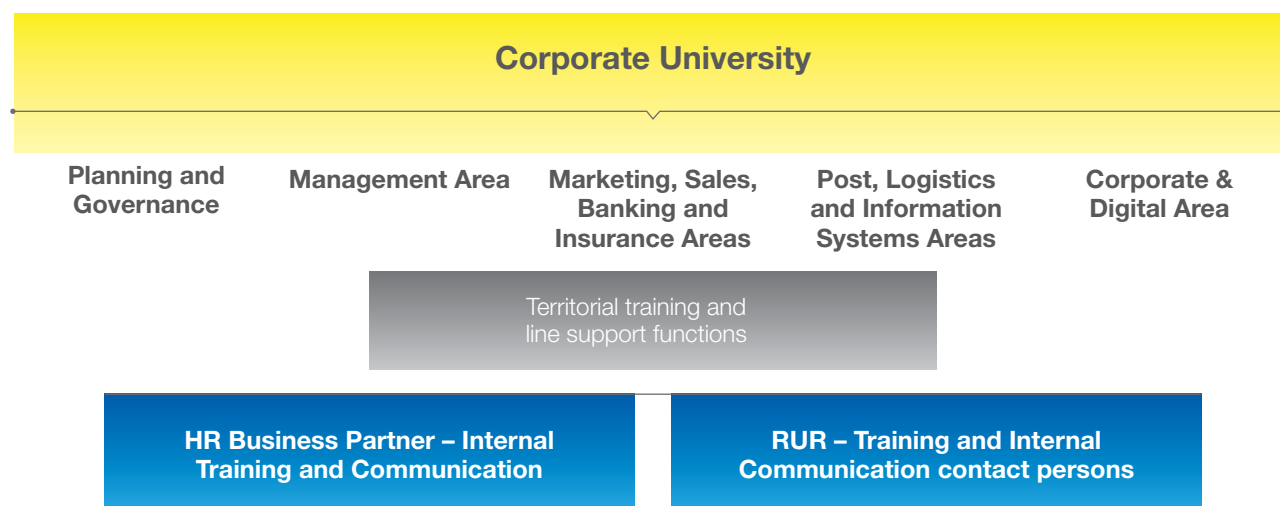 Corporate University
Planning and
Governance
Management Area
Marketing, Sales,
Banking and
Insurance Areas
Post, Logistics
and Information
Systems Areas
Corporate &
Digital Area
Territorial training and
line support functions
HR Business Partner – Internal
Training and Communication
RUR – Training and Internal
Communication contact persons